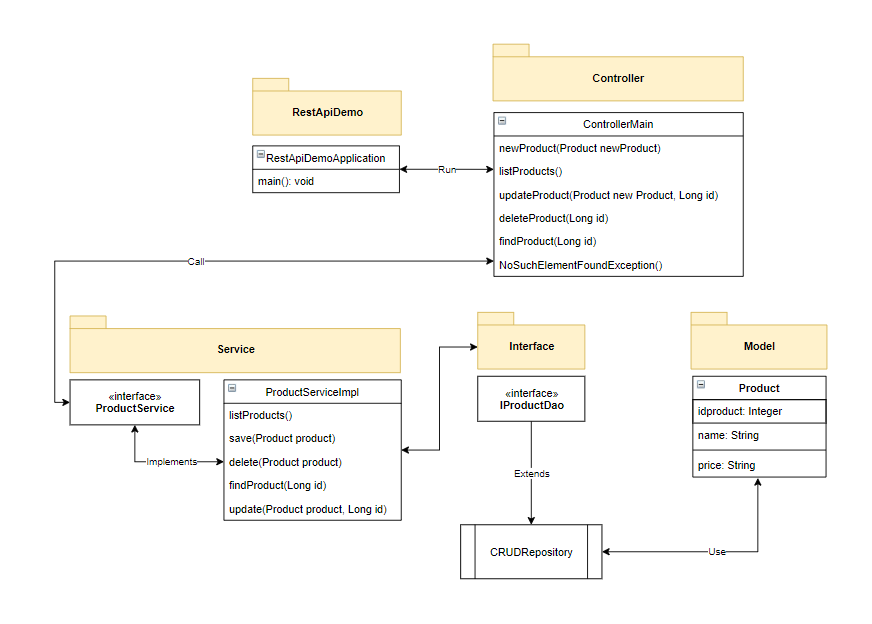 Controller
RestApiDemo
ControllerMain
newProduct(Product newProduct)
listProducts()
updateProduct(Product new Product, Long id)
deleteProduct(Long id)
findProduct(Long id)
NoSuchElementFoundException()
RestApiDemoApplication
main(): void
Run
Call
Service
Interface
Model
«interface»
ProductService
ProductServiceImpl
listProducts()
save(Product product)
delete(Product product)
findProduct(Long id)
update(Product product, Long id)
Implements
«interface»
IProductDao
Extends
CRUDRepository
Product
idproduct: Integer
name: String
price: String
Use